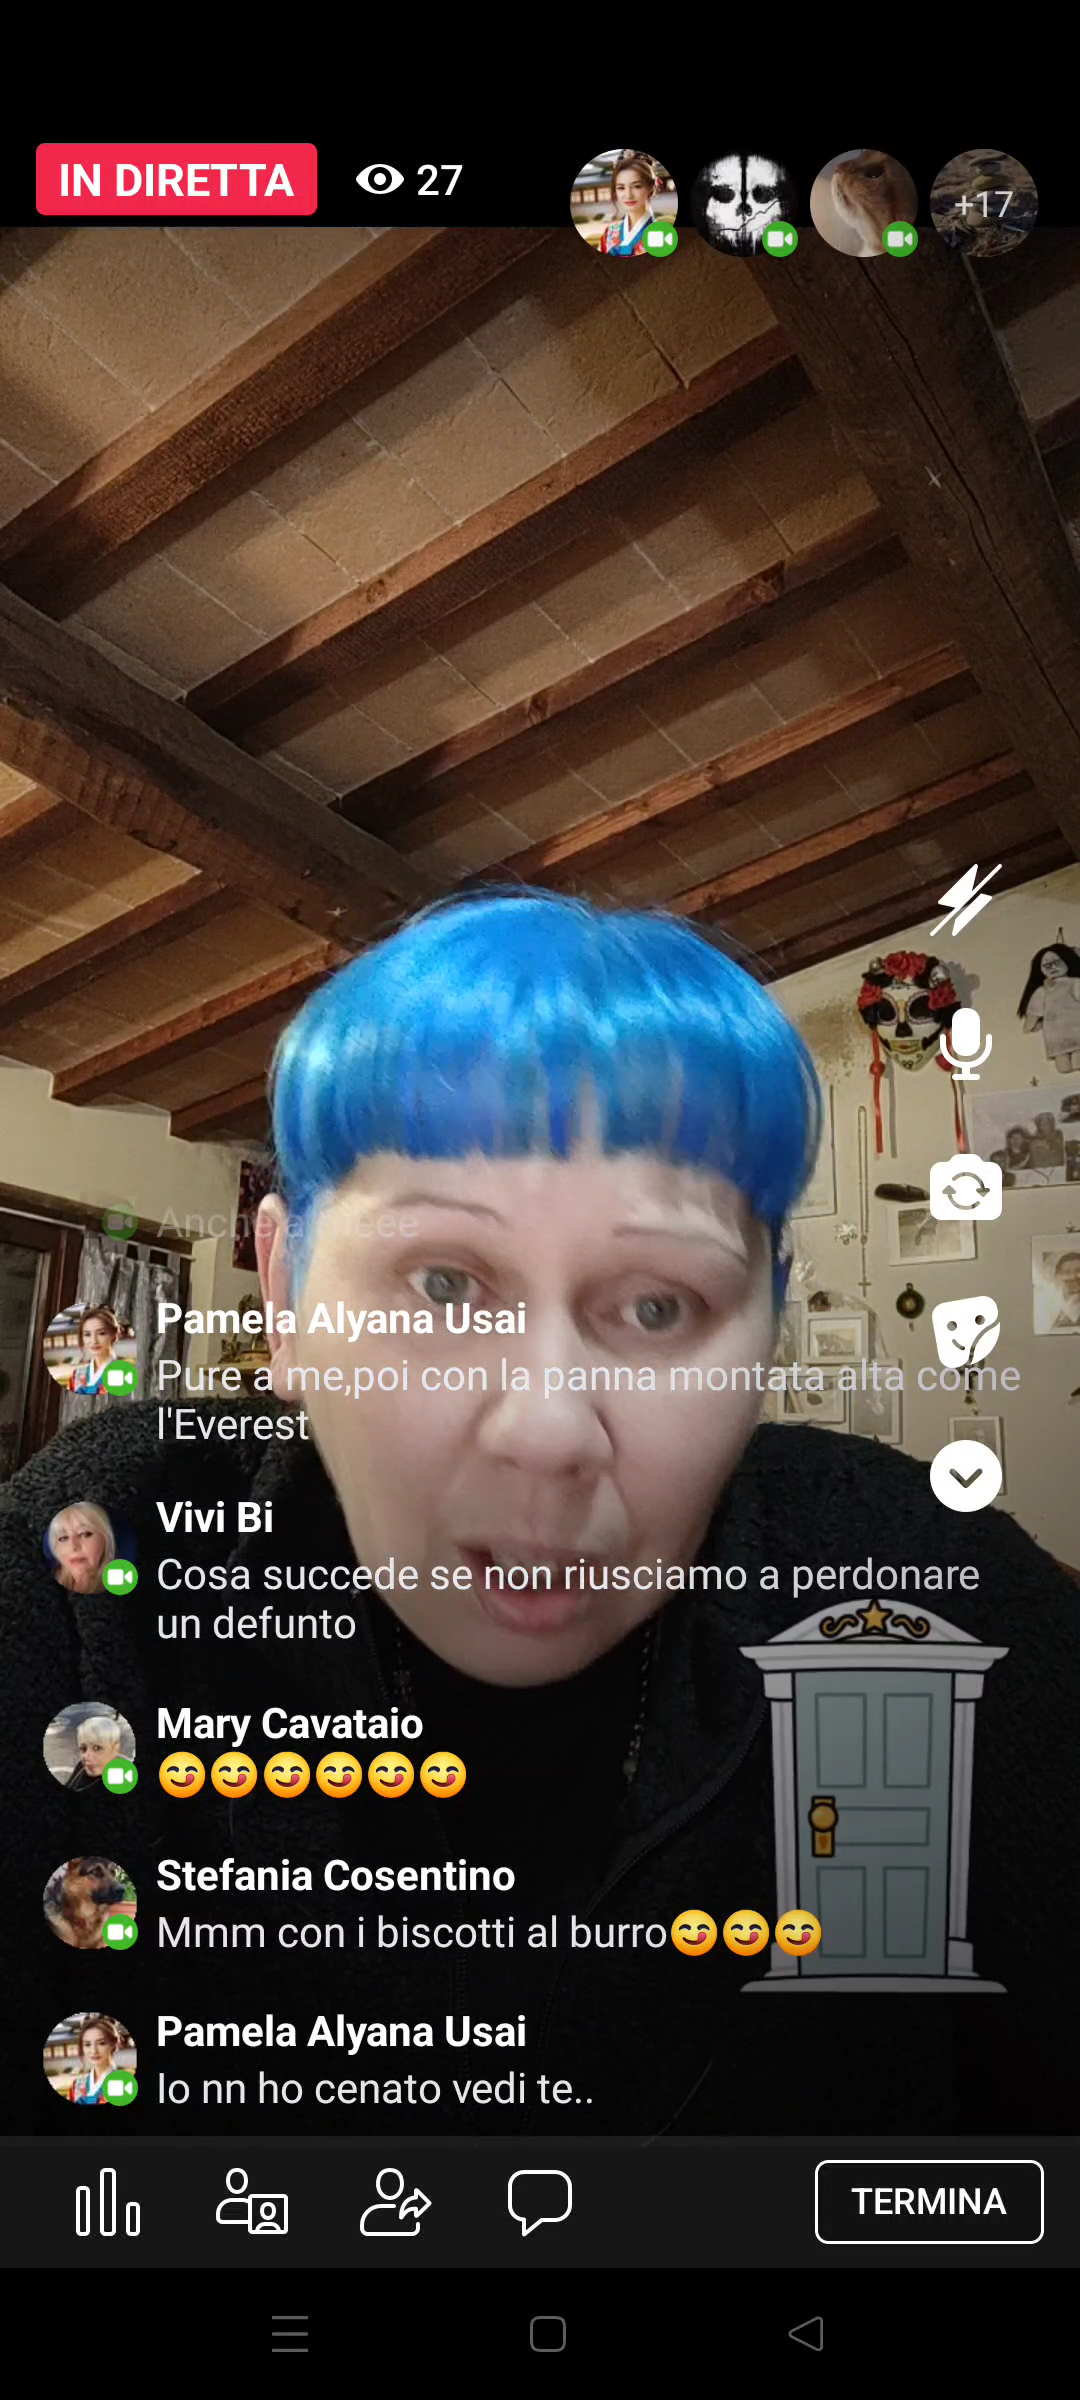 IN DIRETTA
27
+17
Anche a meee
Pamela Alyana Usai
Pure a me,poi con la panna montata alta come
l'Everest
Vivi Bi
Cosa succede se non riusciamo a perdonare
un defunto
Mary Cavataio
😋😋😋😋😋😋
Stefania Cosentino
Mmm con i biscotti al burro😋😋😋
Pamela Alyana Usai
Io nn ho cenato vedi te..
TERMINA